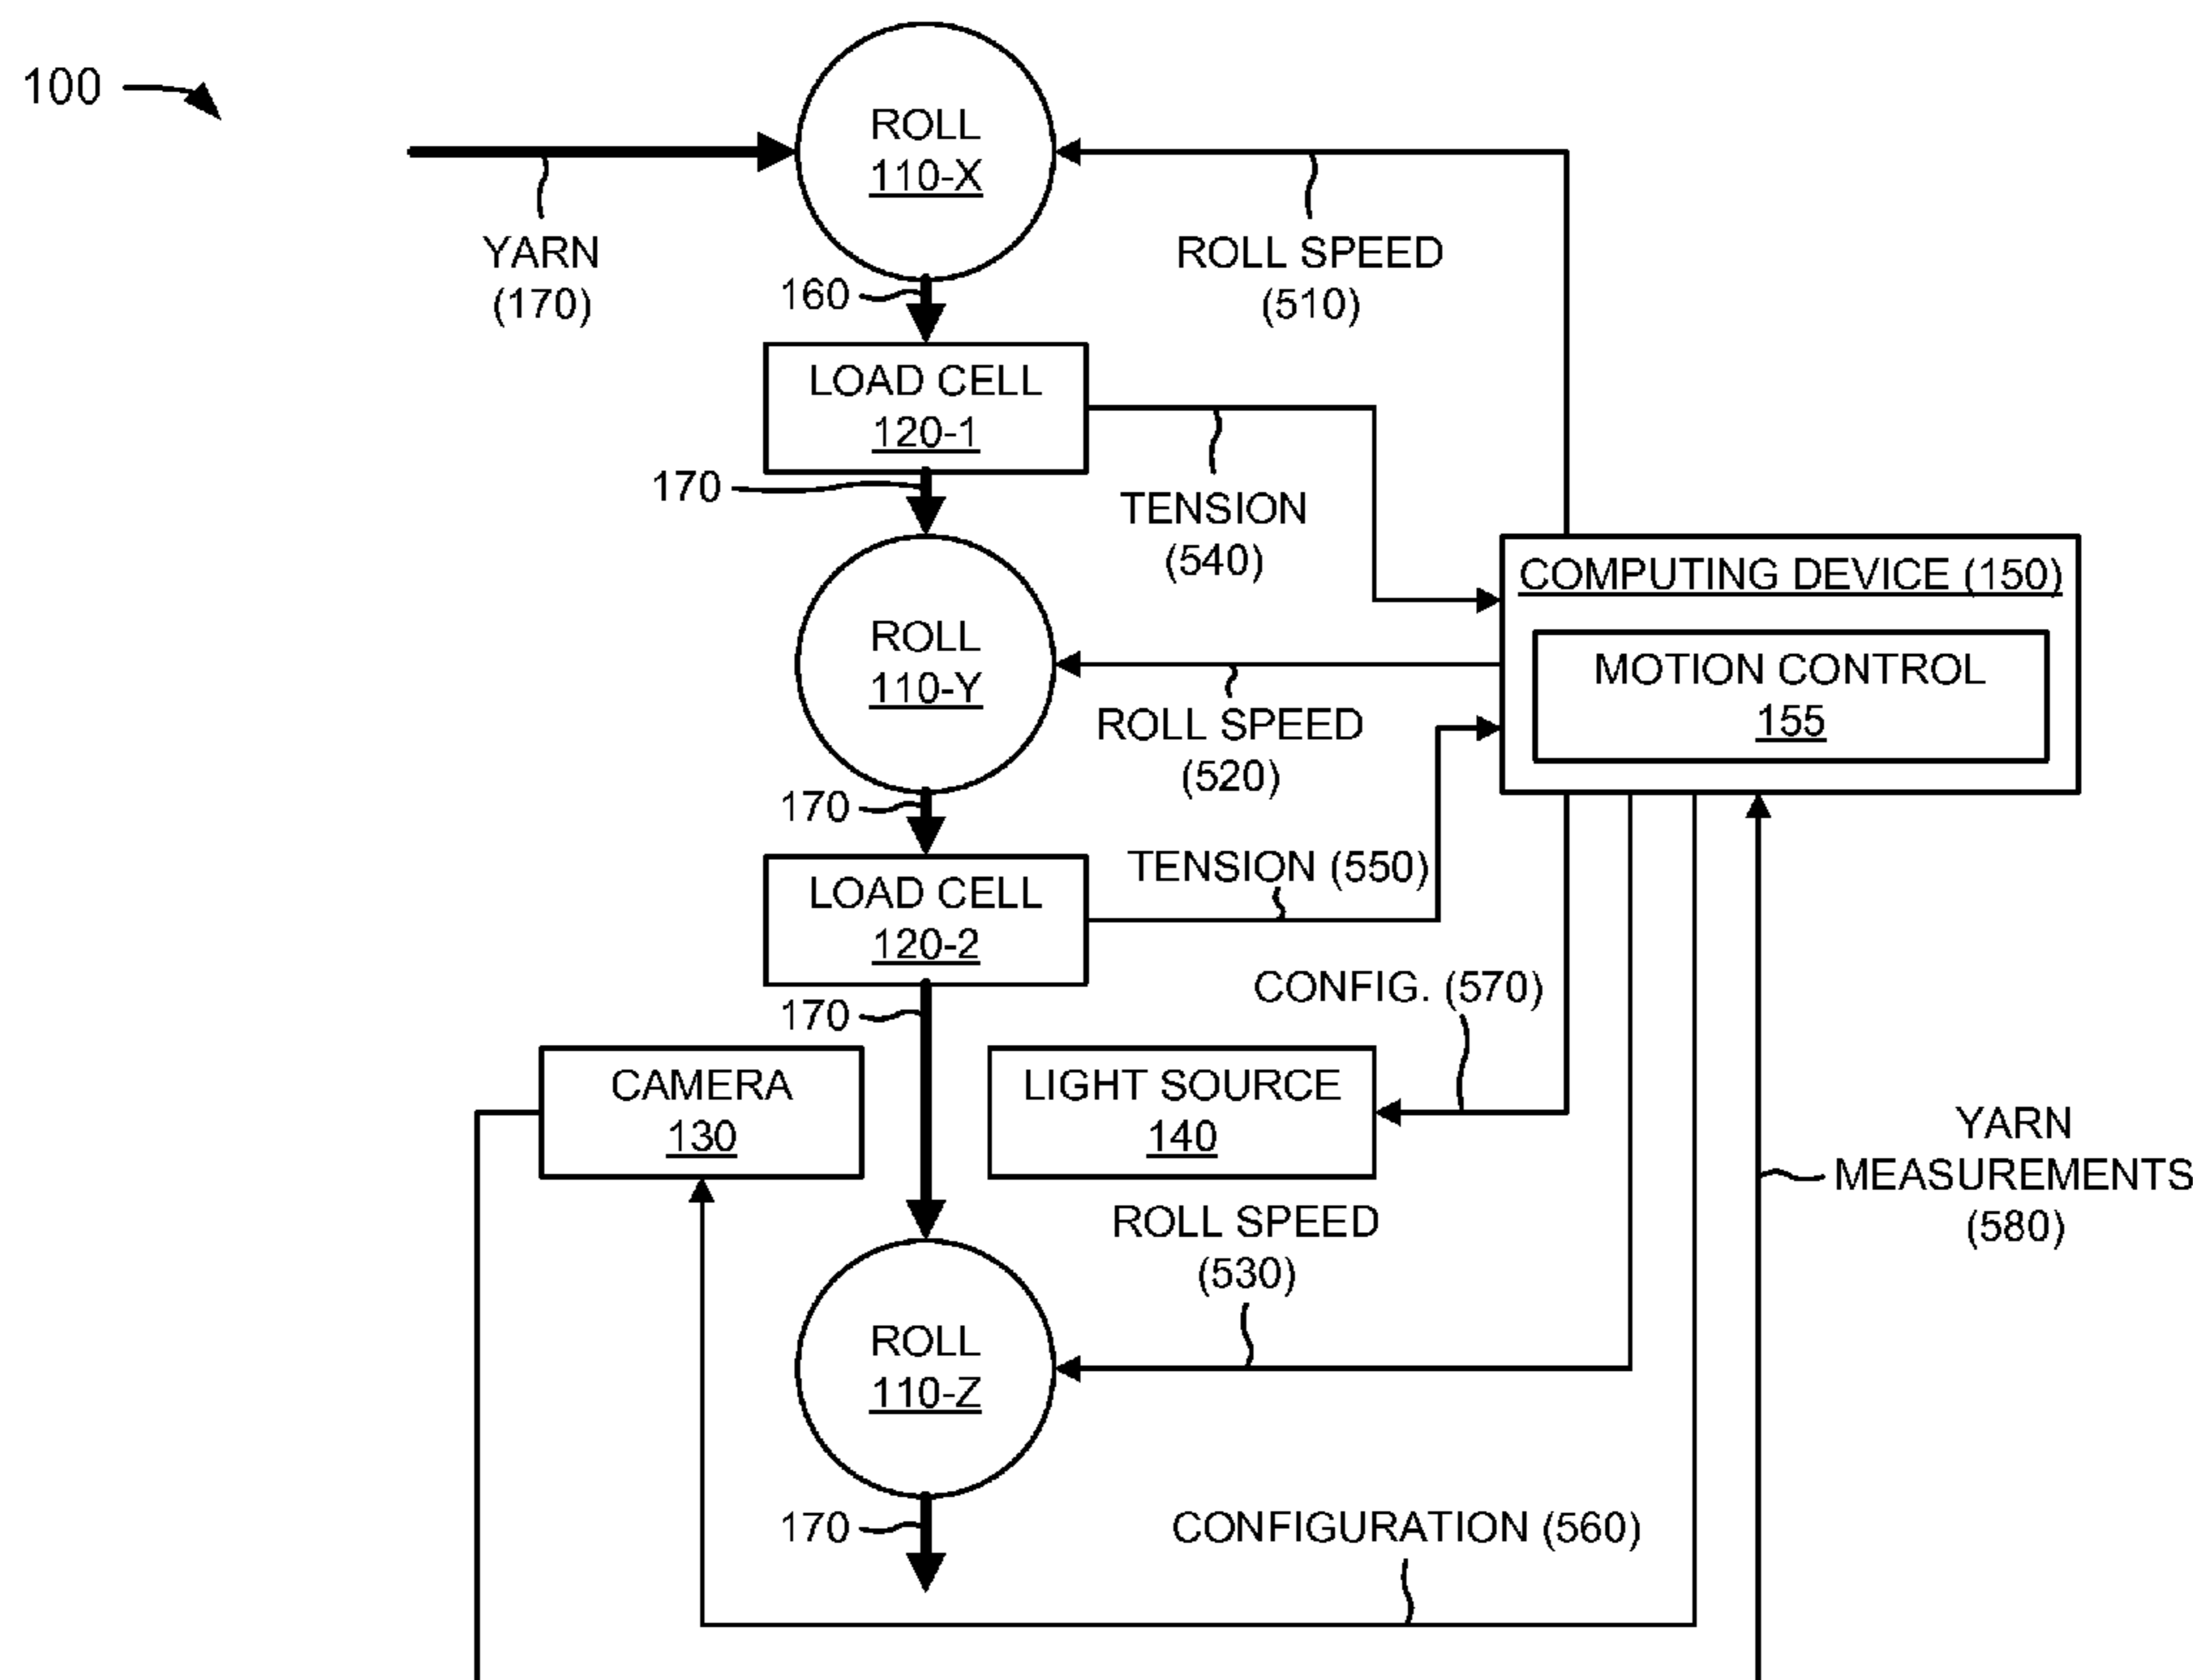 100
ROLL
110-X
YARN
(170)
ROLL SPEED
(510)
160
LOAD CELL
120-1
170
TENSION
(540)
COMPUTING DEVICE (150)
MOTION CONTROL
155
ROLL
110-Y
ROLL SPEED
(520)
170
LOAD CELL
120-2
TENSION (550)
170
CONFIG. (570)
CAMERA
130
LIGHT SOURCE
140
YARN
MEASUREMENTS
(580)
ROLL SPEED
(530)
ROLL
110-Z
170
CONFIGURATION (560)